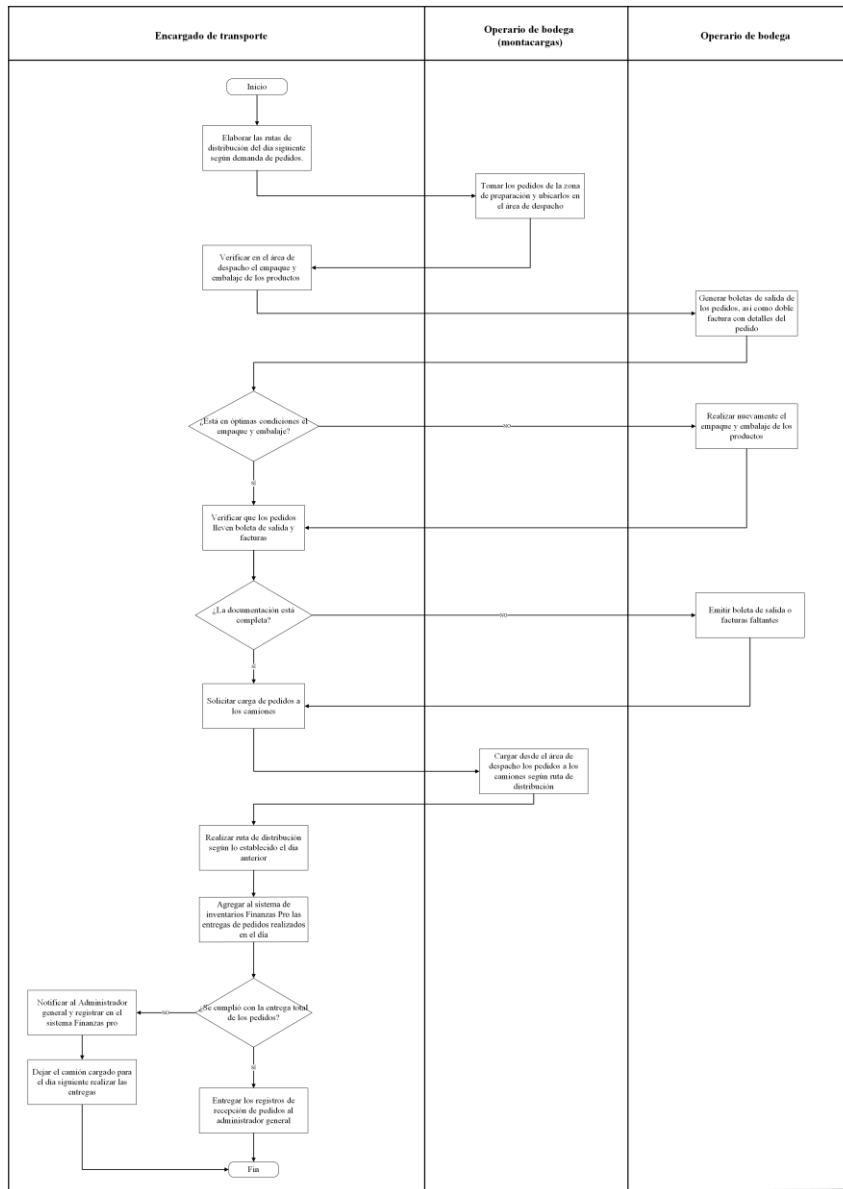 Encargado de transporte
Operario de bodega
(montacargas)
Operario de bodega
Inicio
Elaborar las rutas de
distribución del día siguiente
según demanda de pedidos.
Tomar los pedidos de la zona
de preparación y ubicarlos en
el área de despacho
Verificar en el área de
despacho el empaque y
embalaje de los productos
Generar boletas de salida de
los pedidos, así como doble
factura con detalles del
pedido
¿Está en óptimas condiciones el
empaque y embalaje?
NO
Realizar nuevamente el
empaque y embalaje de los
productos
SÍ
Verificar que los pedidos
lleven boleta de salida y
facturas
¿La documentación está
completa?
NO
Emitir boleta de salida o
facturas faltantes
SÍ
Solicitar carga de pedidos a
los camiones
Cargar desde el área de
despacho los pedidos a los
camiones según ruta de
distribución
Realizar ruta de distribución
según lo establecido el día
anterior
Agregar al sistema de
inventarios Finanzas Pro las
entregas de pedidos realizados
en el día
¿Se cumplió con la entrega total
de los pedidos?
NO
Notificar al Administrador
general y registrar en el
sistema Finanzas pro
SÍ
Dejar el camión cargado para
el día siguiente realizar las
entregas
Entregar los registros de
recepción de pedidos al
administrador general
Fin